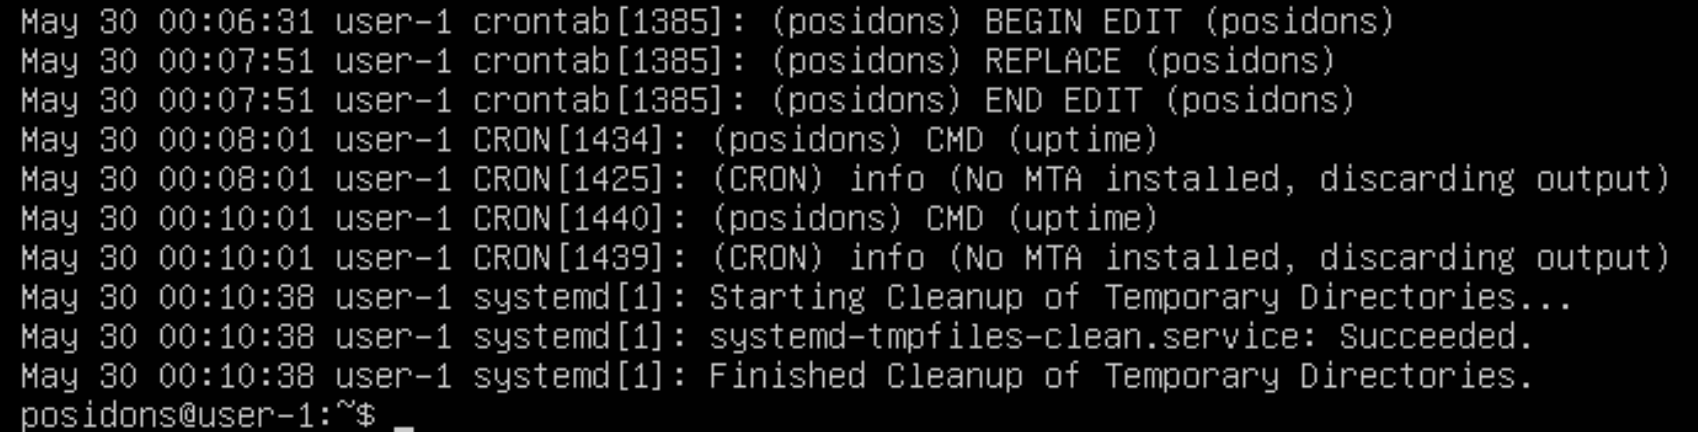 May 30 00:06:31 user-1 crontab[1385]: (posidons) BEGIN EDIT (posidons)
May 30 00:07:51 user-1 crontab[1385]: (posidons) REPLACE (posidons)
May 30 00:07:51 user-1 crontab[1385]: (posidons) END EDIT (posidons)
May 30 00:08:01 user-1 CRON[1434]: (posidons) CMD (uptime)
May 30 00:08:01 user-1 CRON[1425]: (CRON) info (No MTA installed, discarding output)
May 30 00:10:01 user-1 CRON[1440]: (posidons) CMD (uptime)
May 30 00:10:01 user-1 CRON[1439]: (CRON) info (No MTA installed, discarding output)
May 30 00:10:38 user-1 systemd[1]: Starting Cleanup of Temporary Directories...
May 30 00:10:38 user-1 systemd[1]: systemd-tmpfiles-clean.service: Succeeded.
May 30 00:10:38 user-1 systemd[1]: Finished Cleanup of Temporary Directories.
posidons@user-1:~$ _